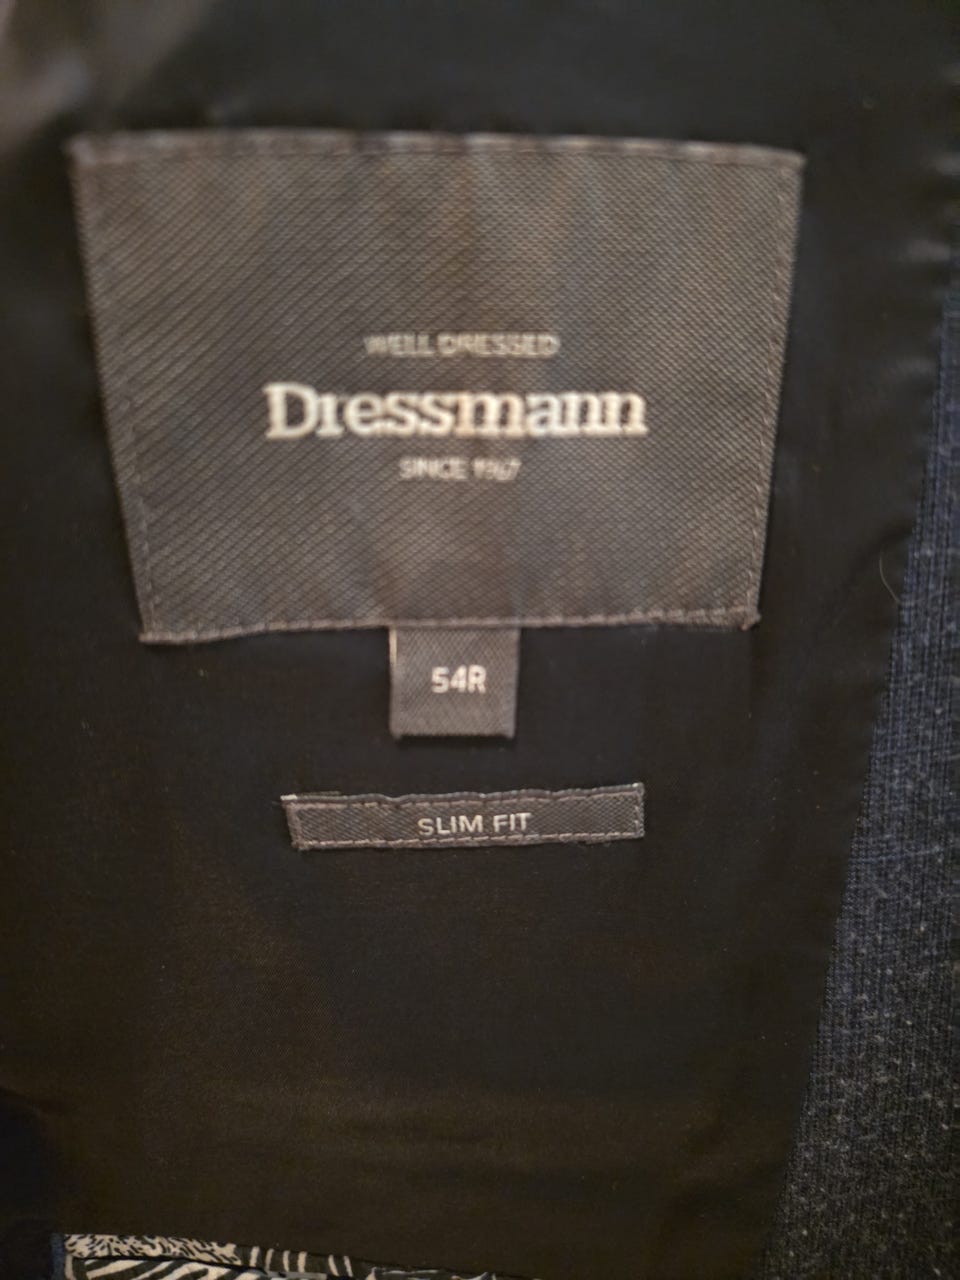 WELL DRESSED
Dressmann
SINCE 1967
54R
SLIM FIT